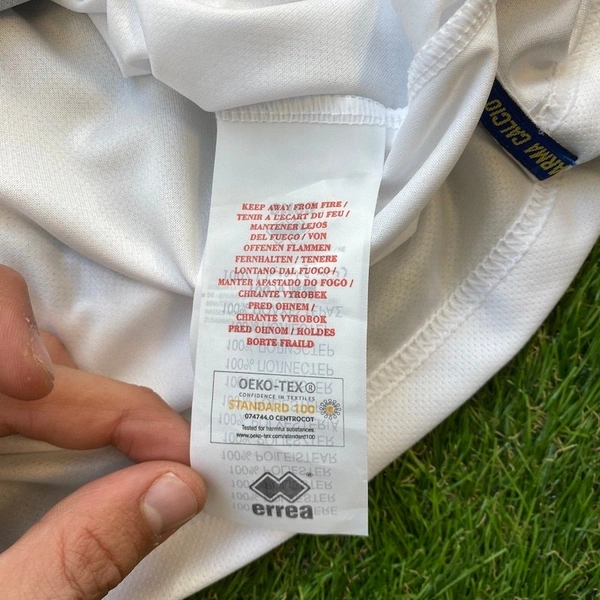 KEEP AWAY FROM FIRE /
TENIR A L'ECART DU FEU /
MANTENER LEJOS
DEL FUEGO / VON
OFFENEN FLAMMEN
FERNHALTEN / TENERE
LONTANO DAL FUOCO /
MANTER AFASTADO DO FOGO /
CHRANTE VYROBEK
PRED OHNEM /
CHRANTE VYROBOK
PRED OHNOM / HOLDES
BORTE FRAILD
OEKO-TEX®
CONFIDENCE IN TEXTILES
STANDARD 100
074744.0 CENTROCOT
Tested for harmful substances
www.oeko-tex.com/standard100
errea
ARMA CALCIO